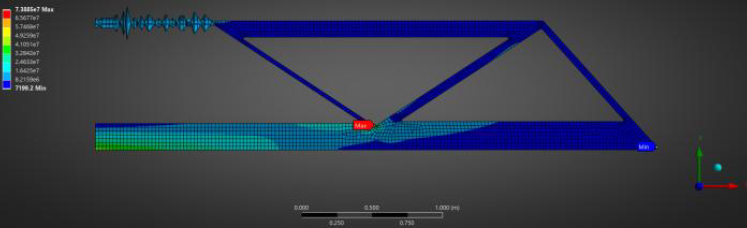 7.3885e7 Max
6.5677e7
5.7468e7
4.9259e7
4.1051e7
3.2842e7
2.4633e7
1.6425e7
8.2159e6
7199.2 Min
Max
Min
0.000
0.500
1.000 (m)
0.250
0.750